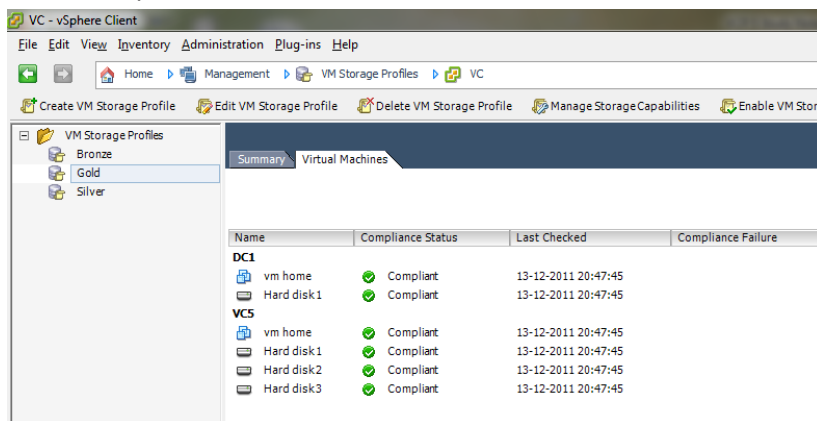 VC - vSphere Client
File Edit View Inventory Administration Plug-ins Help
Home Management VM Storage Profiles VC
Create VM Storage Profile Edit VM Storage Profile Delete VM Storage Profile Manage Storage Capabilities Enable VM Stor
VM Storage Profiles
Bronze
Gold
Silver
Summary Virtual Machines
Name Compliance Status Last Checked Compliance Failure
DC1
vm home Compliant 13-12-2011 20:47:45
Hard disk1 Compliant 13-12-2011 20:47:45
VC5
vm home Compliant 13-12-2011 20:47:45
Hard disk1 Compliant 13-12-2011 20:47:45
Hard disk2 Compliant 13-12-2011 20:47:45
Hard disk3 Compliant 13-12-2011 20:47:45